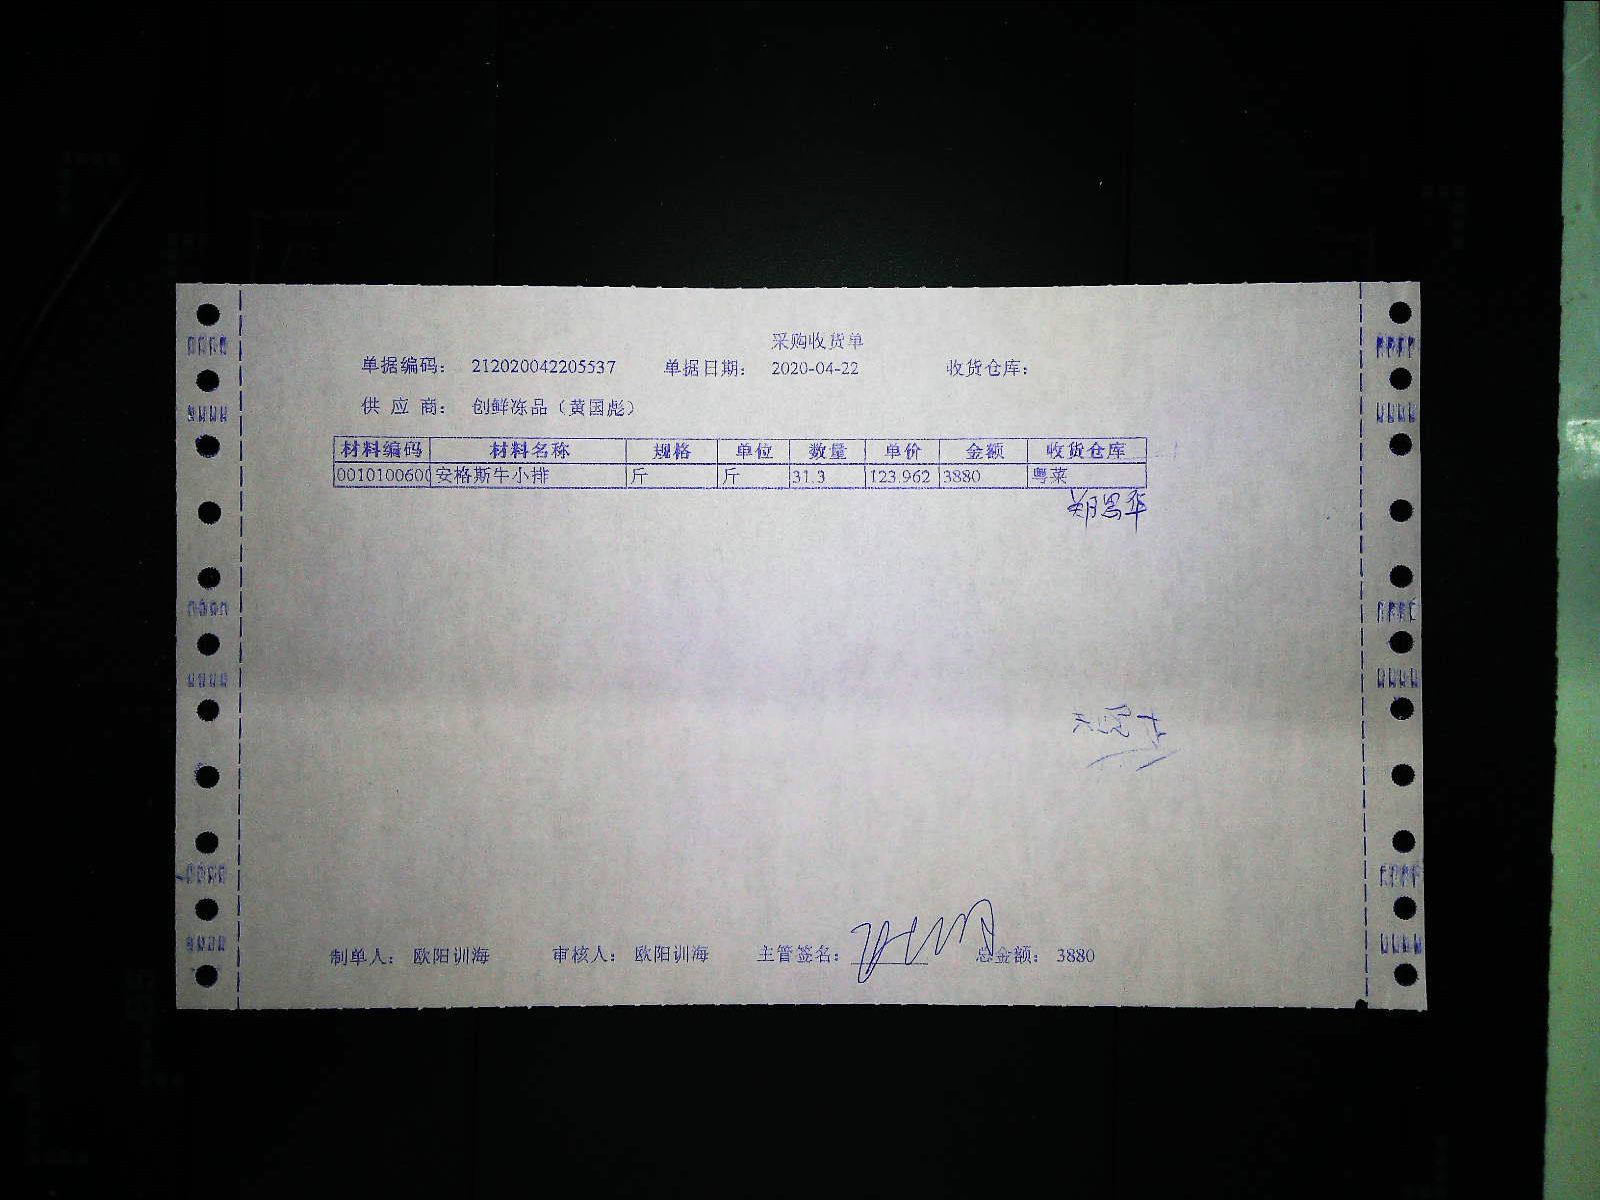 采购收货单
单据编码: 212020042205537 单据日期: 2020-04-22 收货仓库:
供 应 商: 创鲜冻品（黄国彪）
材料编码 材料名称 规格 单位 数量 单价 金额 收货仓库
0010100600 安格斯牛小排 斤 斤 31.3 123.962 3880 粤菜
制单人: 欧阳训海 审核人: 欧阳训海 主管签名: 总金额: 3880